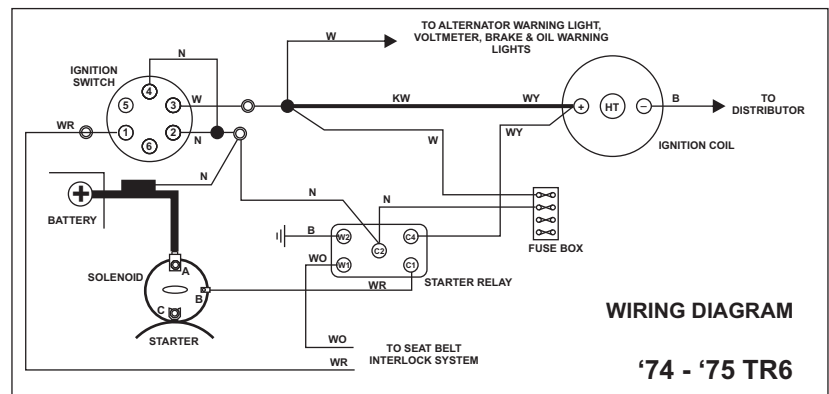 TO ALTERNATOR WARNING LIGHT,
VOLTMETER, BRAKE & OIL WARNING
LIGHTS
W
N
IGNITION
SWITCH
4
5
3
W
KW
WY
+
HT
−
B
TO
DISTRIBUTOR
WR
1
2
N
6
W
WY
IGNITION COIL
N
+
BATTERY
N
N
FUSE BOX
B
W2
C2
C4
WO
W1
C1
STARTER RELAY
WR
SOLENOID
A
B
C
STARTER
WO
TO SEAT BELT
INTERLOCK SYSTEM
WR
WIRING DIAGRAM
‘74 - ‘75 TR6